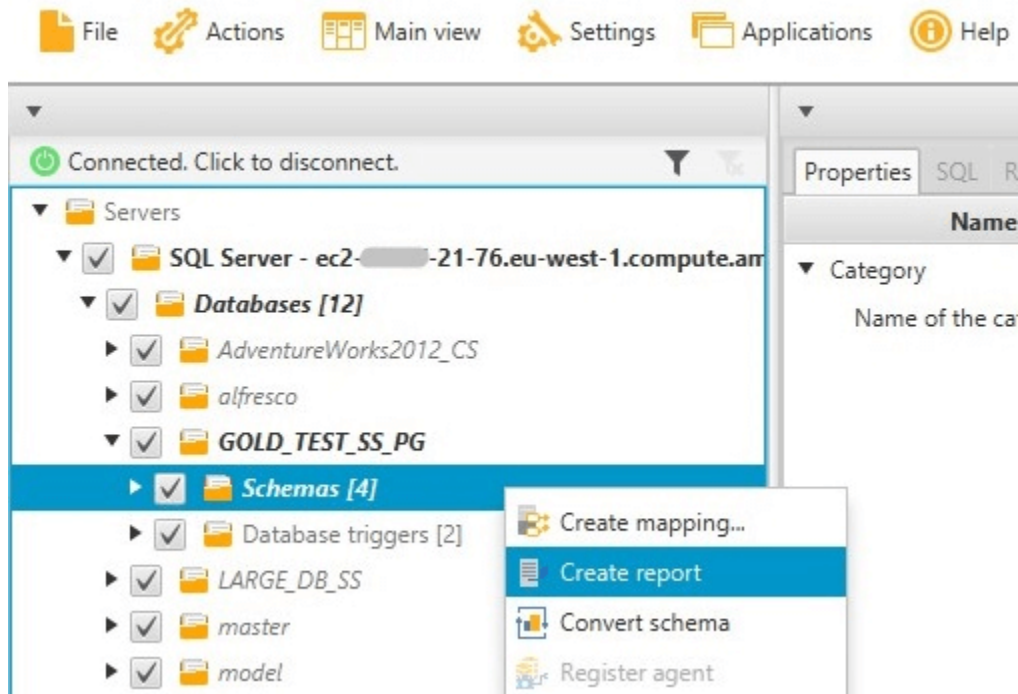 File Actions Main view Settings Applications Help
Connected. Click to disconnect.
Servers
SQL Server - ec2- -21-76.eu-west-1.compute.am
Databases [12]
AdventureWorks2012_CS
alfresco
GOLD_TEST_SS_PG
Schemas [4]
Database triggers [2]
LARGE_DB_SS
master
model
Create mapping...
Create report
Convert schema
Register agent
Properties SQL R
Name
Category
Name of the ca